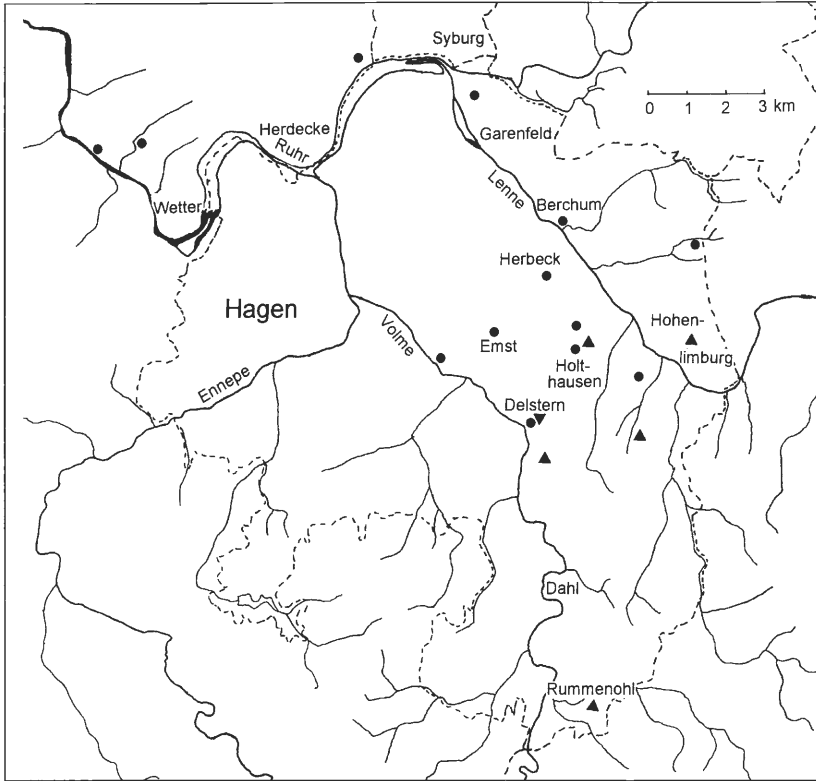 Syburg
0 1 2 3 km
Herdecke
Ruhr
Garenfeld
Lenne
Wetter
Berchum
Herbeck
Hagen
Volme
Emst
Hohen-
limburg
Holt-
hausen
Ennepe
Delstern
Dahl
Rummenohl